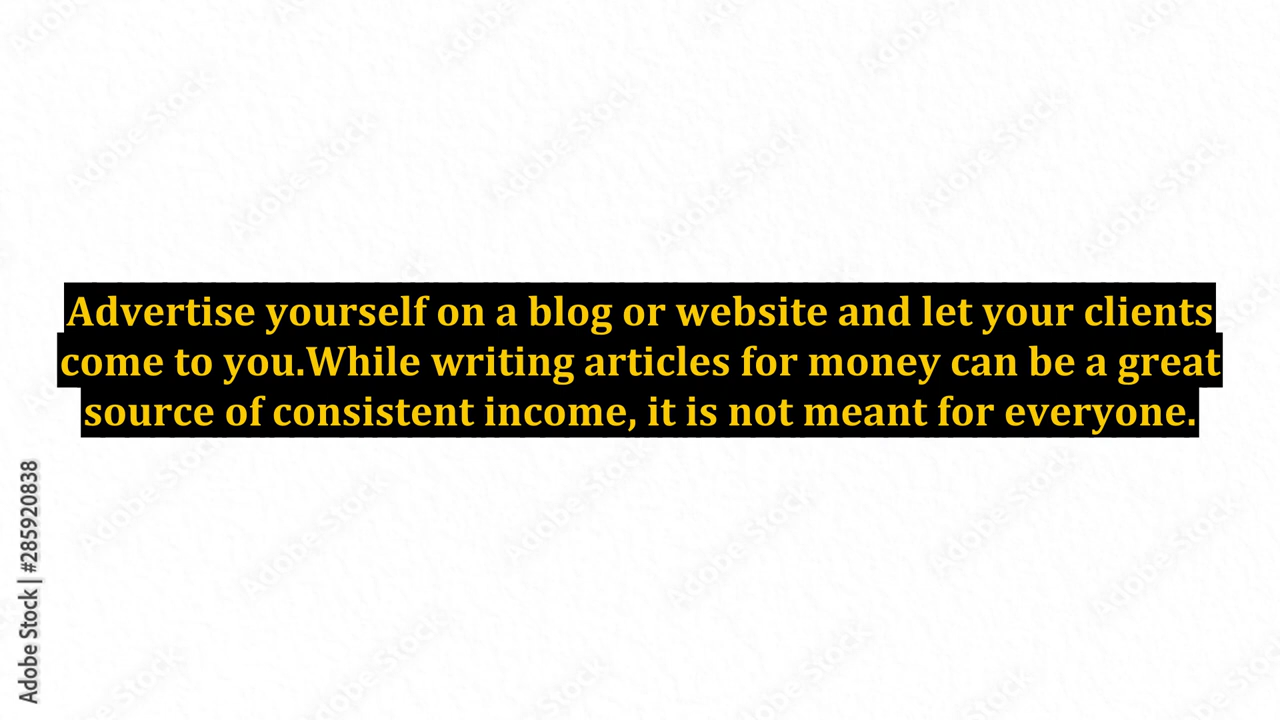 Advertise yourself on a blog or website and let your clients
come to you.While writing articles for money can be a great
source of consistent income, it is not meant for everyone.
Adobe Stock | #285920838